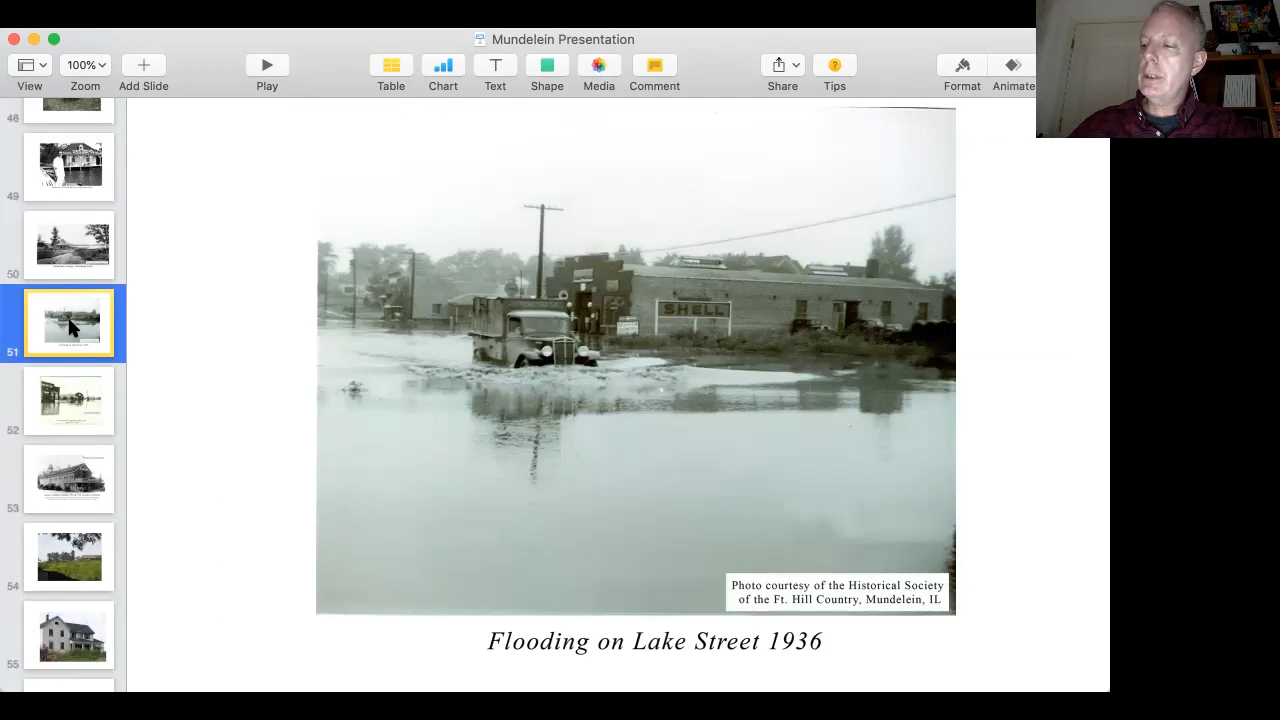 Mundelein Presentation
100%
View
Zoom
Add Slide
Play
Table
Chart
Text
Shape
Media
Comment
Share
Tips
Format
Animate
48
49
50
51
52
53
54
55
SHELL
Photo courtesy of the Historical Society
of the Ft. Hill Country, Mundelein, IL
Flooding on Lake Street 1936